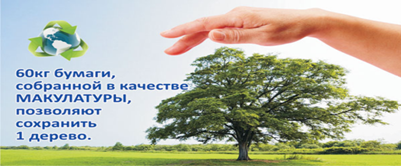 60кг бумаги,
собранной в качестве
МАКУЛАТУРЫ,
позволяют
сохранить
1 дерево.